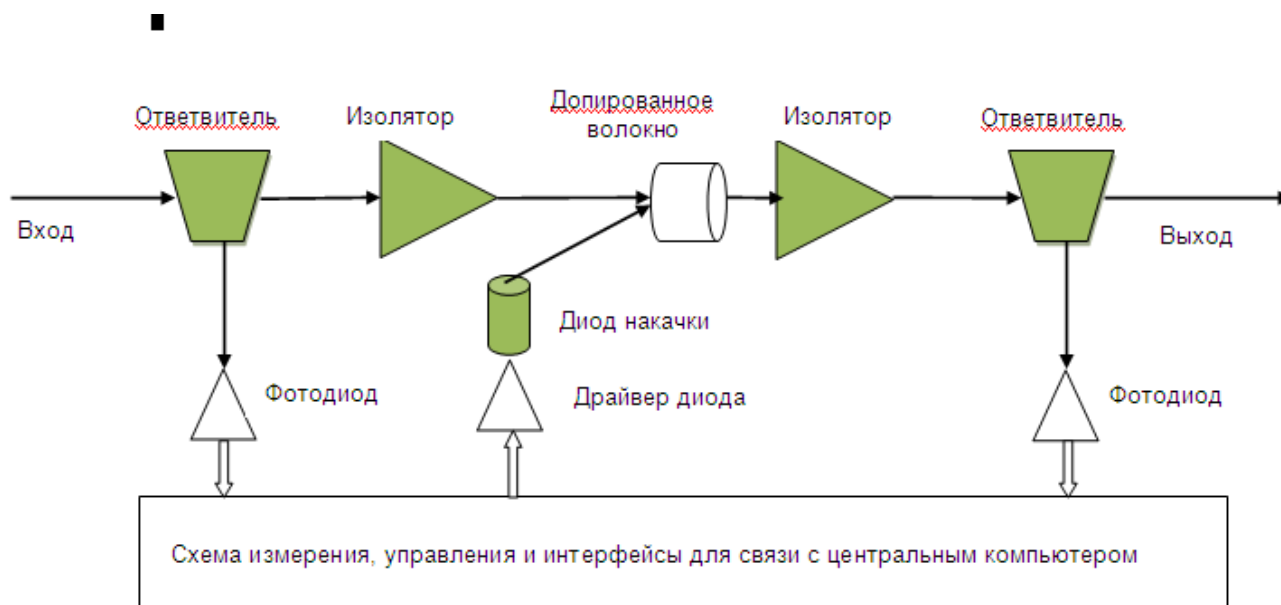 Ответвитель
Изолятор
Допированное
волокно
Изолятор
Ответвитель
Вход
Выход
Диод накачки
Фотодиод
Драйвер диода
Фотодиод
Схема измерения, управления и интерфейсы для связи с центральным компьютером